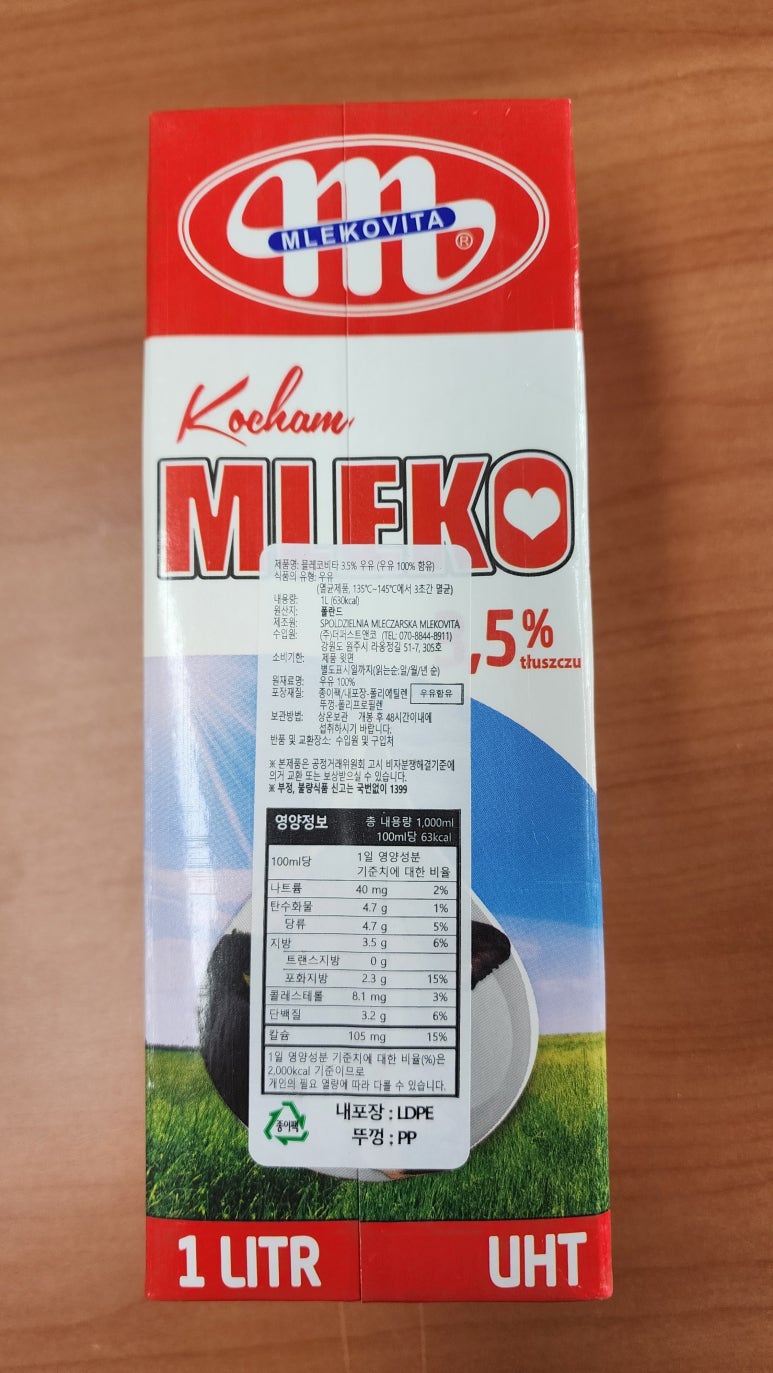 MLEKOVITA
®
Kocham
MLEKO
,5%
tłuszczu
제품명: 믈레코비타 3.5% 우유 (우유 100% 함유)
식품의 유형: 우유
(멸균제품, 135℃~145℃에서 3초간 멸균)
내용량: 1L (630kcal)
원산지: 폴란드
제조원: SPOLDZIELNIA MLECZARSKA MLEKOVITA
수입원: (주)더퍼스트앤코 (TEL: 070-8844-8911)
강원도 원주시 라옹정길 51-7, 305호
소비기한: 제품 윗면
별도표시일까지(읽는순:일/월/년 순)
원재료명: 우유 100%
포장재질: 종이팩/내포장-폴리에틸렌 우유함유
뚜껑-폴리프로필렌
보관방법: 상온보관 개봉 후 48시간이내에
섭취하시기 바랍니다.
반품 및 교환장소: 수입원 및 구입처
※ 본제품은 공정거래위원회 고시 비자분쟁해결기준에
의거 교환 또는 보상받으실 수 있습니다.
※ 부정, 불량식품 신고는 국번없이 1399
영양정보 총 내용량 1,000ml
100ml당 63kcal
100ml당 1일 영양성분
기준치에 대한 비율
나트륨 40 mg 2%
탄수화물 4.7 g 1%
당류 4.7 g 5%
지방 3.5 g 6%
트랜스지방 0 g
포화지방 2.3 g 15%
콜레스테롤 8.1 mg 3%
단백질 3.2 g 6%
칼슘 105 mg 15%
1일 영양성분 기준치에 대한 비율(%)은
2,000kcal 기준이므로
개인의 필요 열량에 따라 다를 수 있습니다.
종이팩
내포장 : LDPE
뚜껑 : PP
1 LITR
UHT